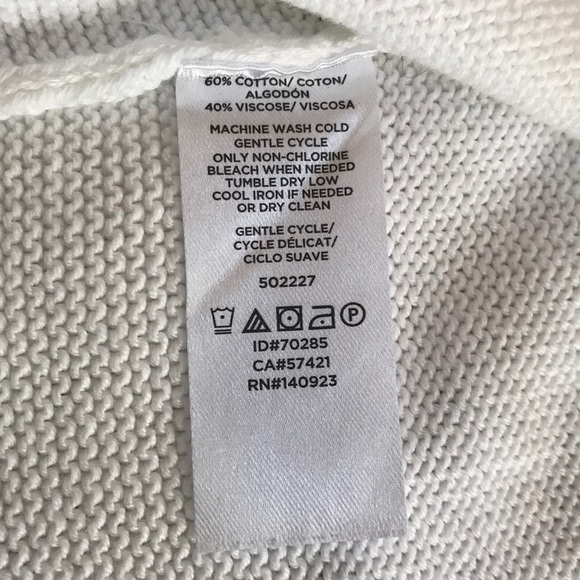 60% COTTON/ COTON/
ALGODÓN
40% VISCOSE/ VISCOSA
MACHINE WASH COLD
GENTLE CYCLE
ONLY NON-CHLORINE
BLEACH WHEN NEEDED
TUMBLE DRY LOW
COOL IRON IF NEEDED
OR DRY CLEAN
GENTLE CYCLE/
CYCLE DÉLICAT/
CICLO SUAVE
502227
P
ID#70285
CA#57421
RN#140923